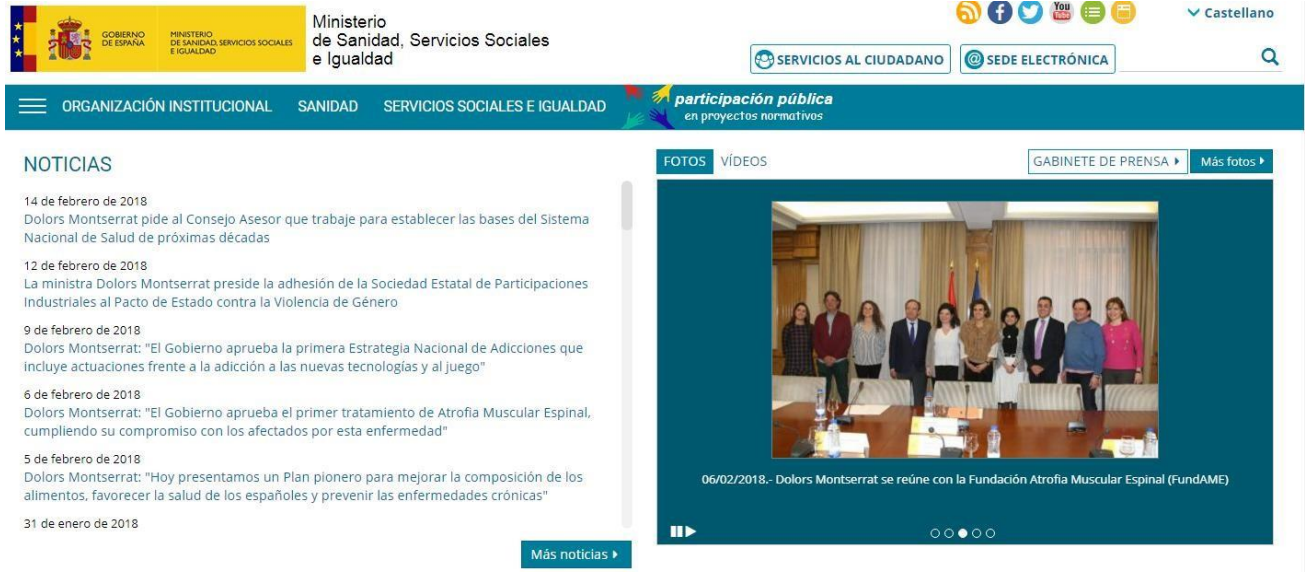 GOBIERNO
DE ESPAÑA
MINISTERIO
DE SANIDAD, SERVICIOS SOCIALES
E IGUALDAD
Ministerio
de Sanidad, Servicios Sociales
e Igualdad
You
Tube
Castellano
SERVICIOS AL CIUDADANO
@ SEDE ELECTRÓNICA
ORGANIZACIÓN INSTITUCIONAL SANIDAD SERVICIOS SOCIALES E IGUALDAD
participación pública
en proyectos normativos
NOTICIAS
14 de febrero de 2018
Dolors Montserrat pide al Consejo Asesor que trabaje para establecer las bases del Sistema
Nacional de Salud de próximas décadas
12 de febrero de 2018
La ministra Dolors Montserrat preside la adhesión de la Sociedad Estatal de Participaciones
Industriales al Pacto de Estado contra la Violencia de Género
9 de febrero de 2018
Dolors Montserrat: "El Gobierno aprueba la primera Estrategia Nacional de Adicciones que
incluye actuaciones frente a la adicción a las nuevas tecnologías y al juego"
6 de febrero de 2018
Dolors Montserrat: "El Gobierno aprueba el primer tratamiento de Atrofia Muscular Espinal,
cumpliendo su compromiso con los afectados por esta enfermedad"
5 de febrero de 2018
Dolors Montserrat: "Hoy presentamos un Plan pionero para mejorar la composición de los
alimentos, favorecer la salud de los españoles y prevenir las enfermedades crónicas"
31 de enero de 2018
Más noticias
FOTOS VÍDEOS
GABINETE DE PRENSA
Más fotos
06/02/2018.- Dolors Montserrat se reúne con la Fundación Atrofia Muscular Espinal (FundAME)